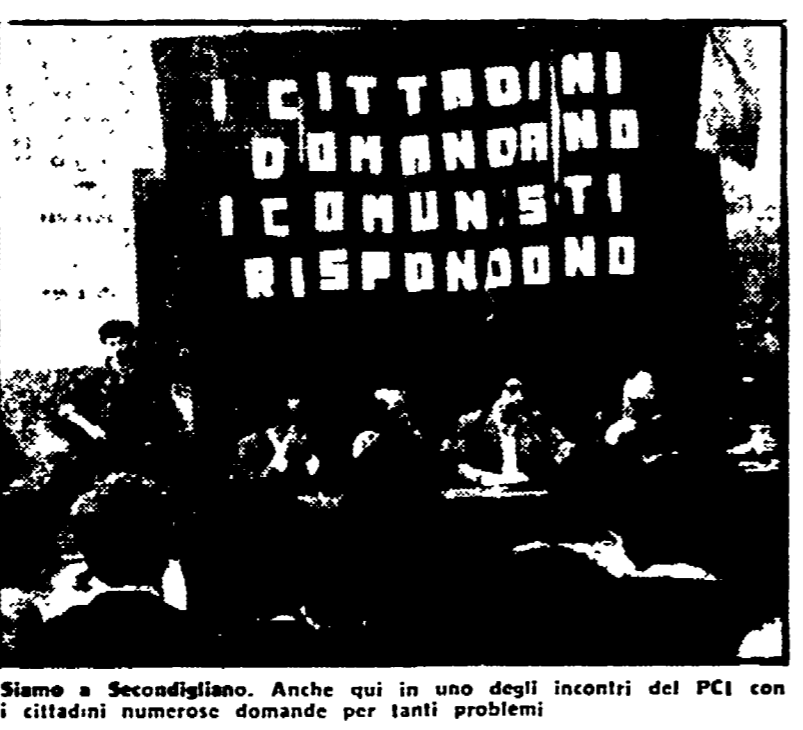 I CITTADINI
DOMANDANO
I COMUNISTI
RISPONDONO
Siamo a Secondigliano. Anche qui in uno degli incontri del PCI con
i cittadini numerose domande per tanti problemi